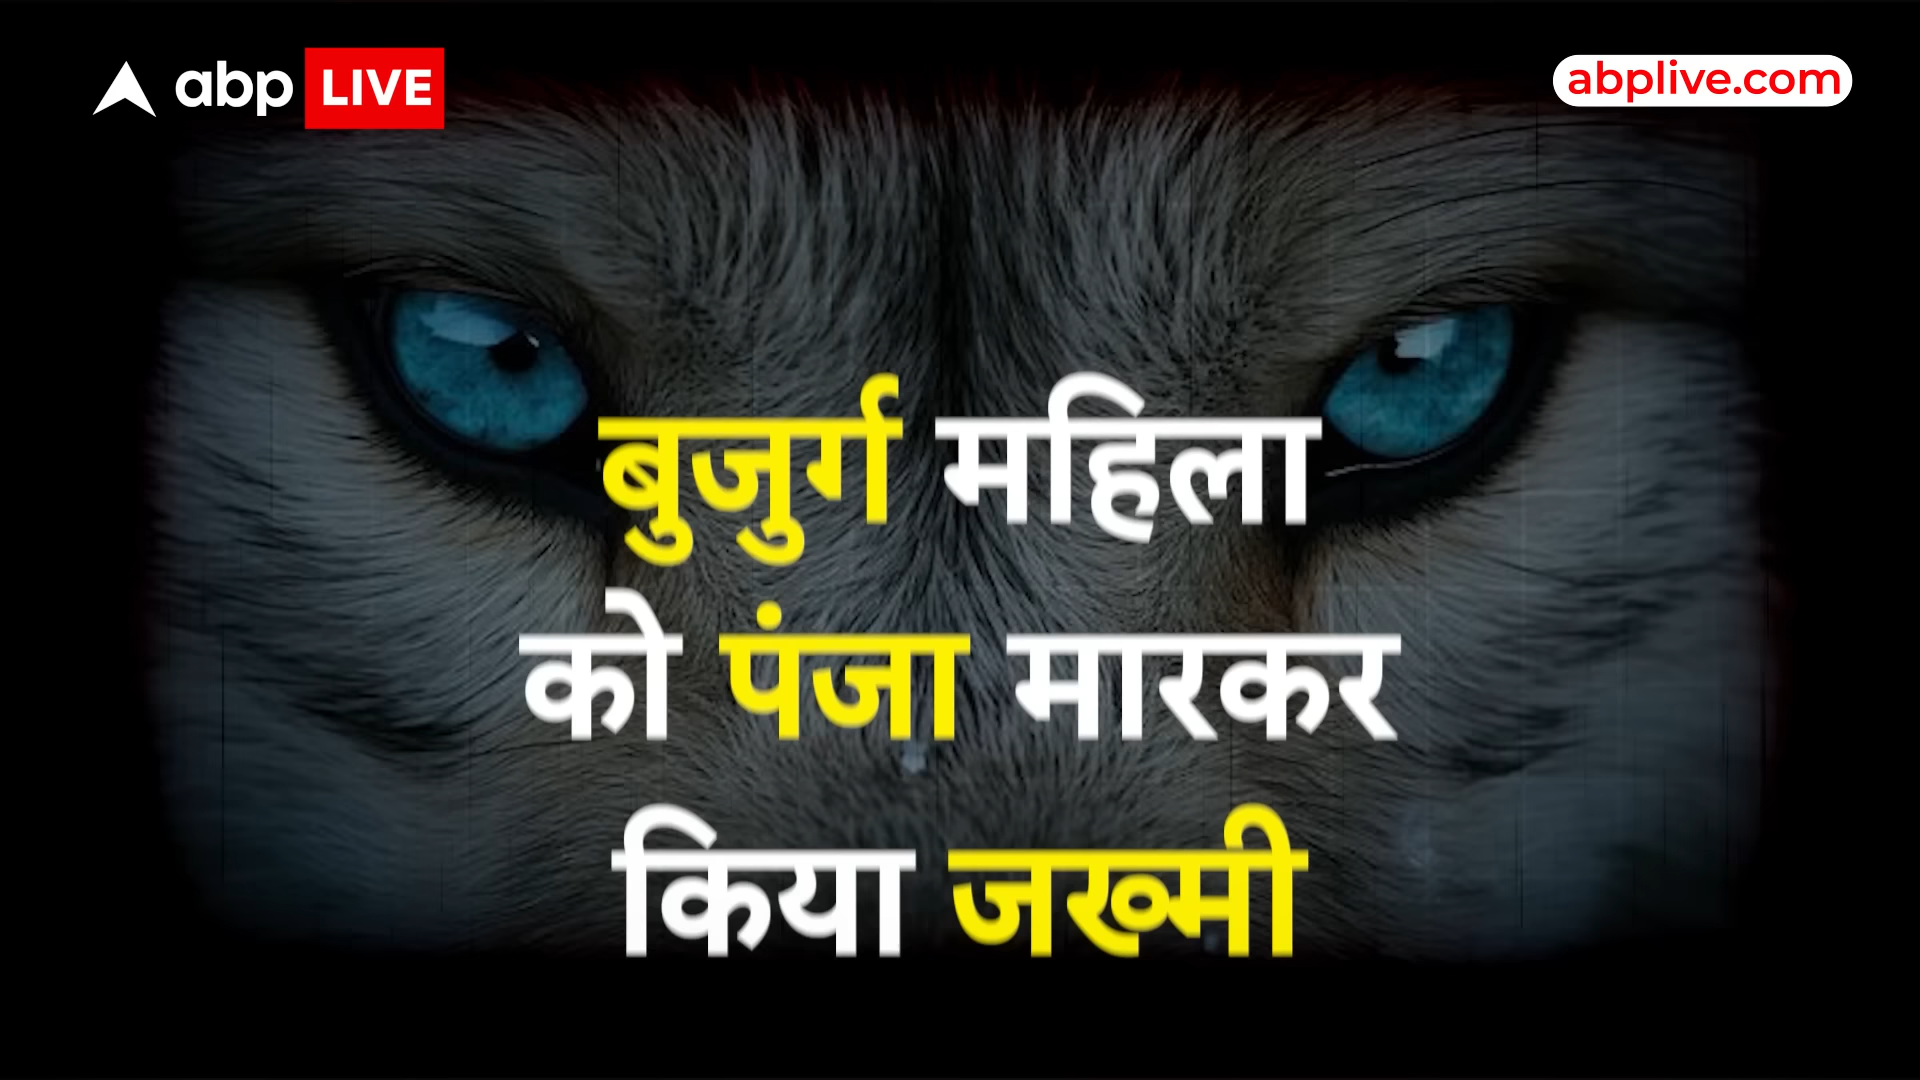 abp LIVE
abplive.com
बुजुर्ग महिला
को पंजा मारकर
किया जख्मी